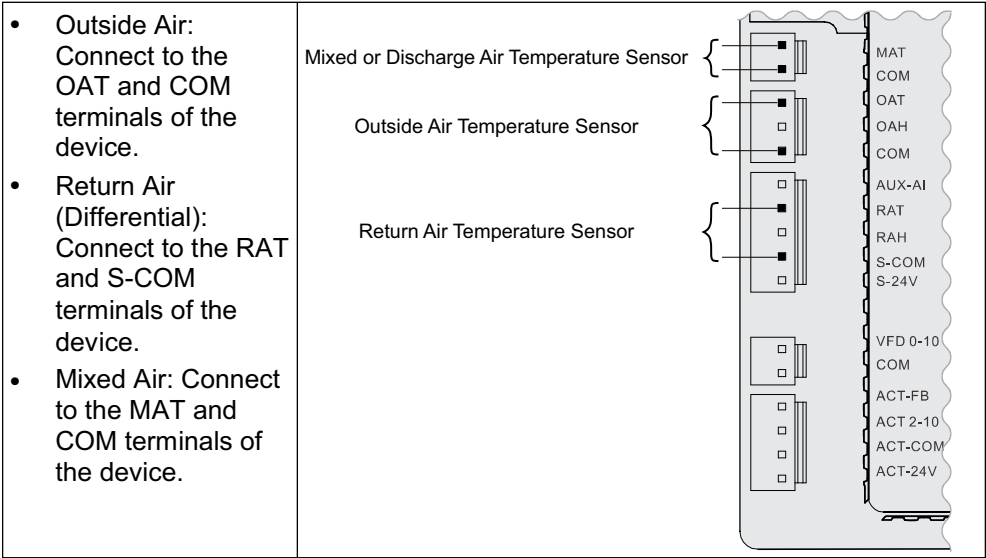 • Outside Air:
Connect to the
OAT and COM
terminals of the
device.
• Return Air
(Differential):
Connect to the RAT
and S-COM
terminals of the
device.
• Mixed Air: Connect
to the MAT and
COM terminals of
the device.
Mixed or Discharge Air Temperature Sensor
Outside Air Temperature Sensor
Return Air Temperature Sensor
MAT
COM
OAT
OAH
COM
AUX-AI
RAT
RAH
S-COM
S-24V
VFD 0-10
COM
ACT-FB
ACT 2-10
ACT-COM
ACT-24V